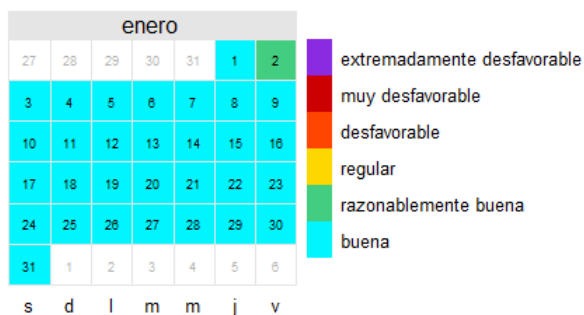 enero
27 28 29 30 31 1 2
3 4 5 6 7 8 9
10 11 12 13 14 15 16
17 18 19 20 21 22 23
24 25 26 27 28 29 30
31 1 2 3 4 5 6
s d l m m j v
extremadamente desfavorable
muy desfavorable
desfavorable
regular
razonablemente buena
buena